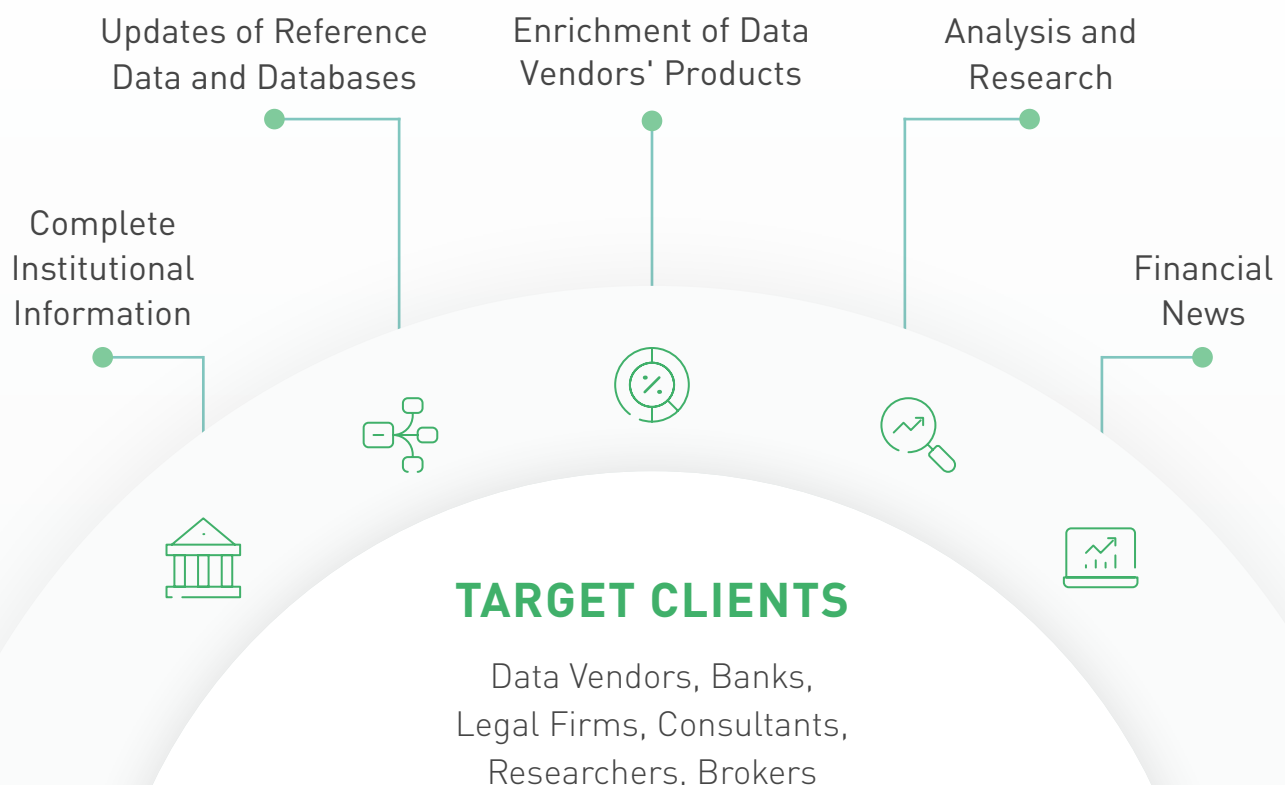 Updates of Reference
Data and Databases
Enrichment of Data
Vendors' Products
Analysis and
Research
Complete
Institutional
Information
Financial
News
TARGET CLIENTS
Data Vendors, Banks,
Legal Firms, Consultants,
Researchers, Brokers